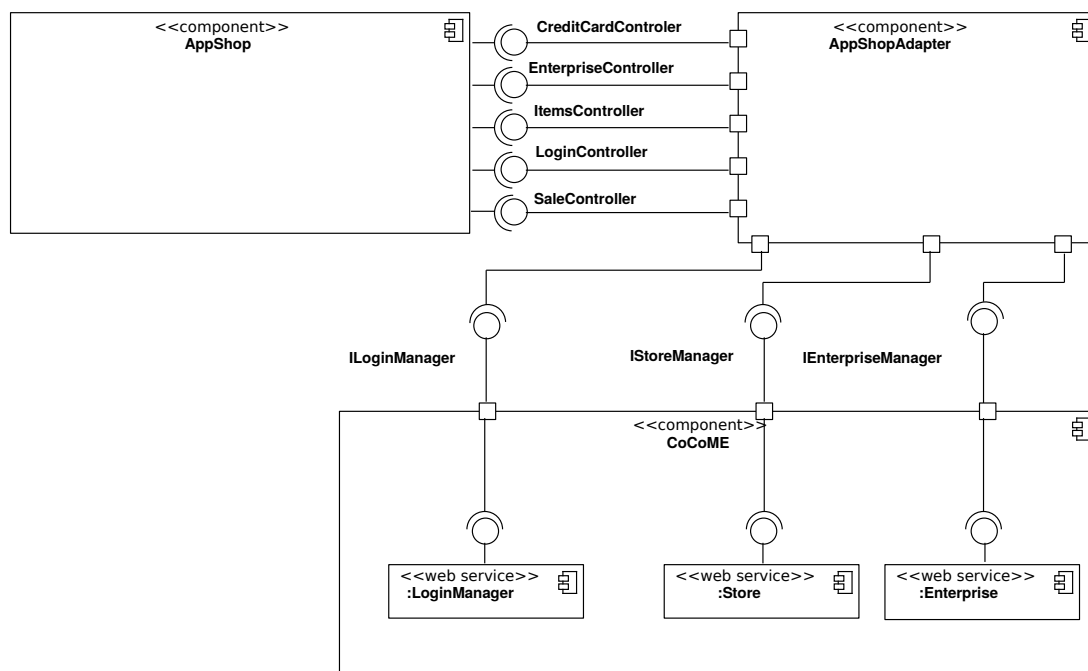 <<component>>
AppShop
CreditCardControler
EnterpriseController
ItemsController
LoginController
SaleController
<<component>>
AppShopAdapter
ILoginManager
IStoreManager
IEnterpriseManager
<<component>>
CoCoME
<<web service>>
:LoginManager
<<web service>>
:Store
<<web service>>
:Enterprise